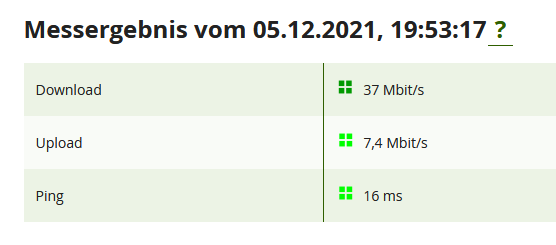 Messergebnis vom 05.12.2021, 19:53:17 ?
Download 37 Mbit/s
Upload 7,4 Mbit/s
Ping 16 ms